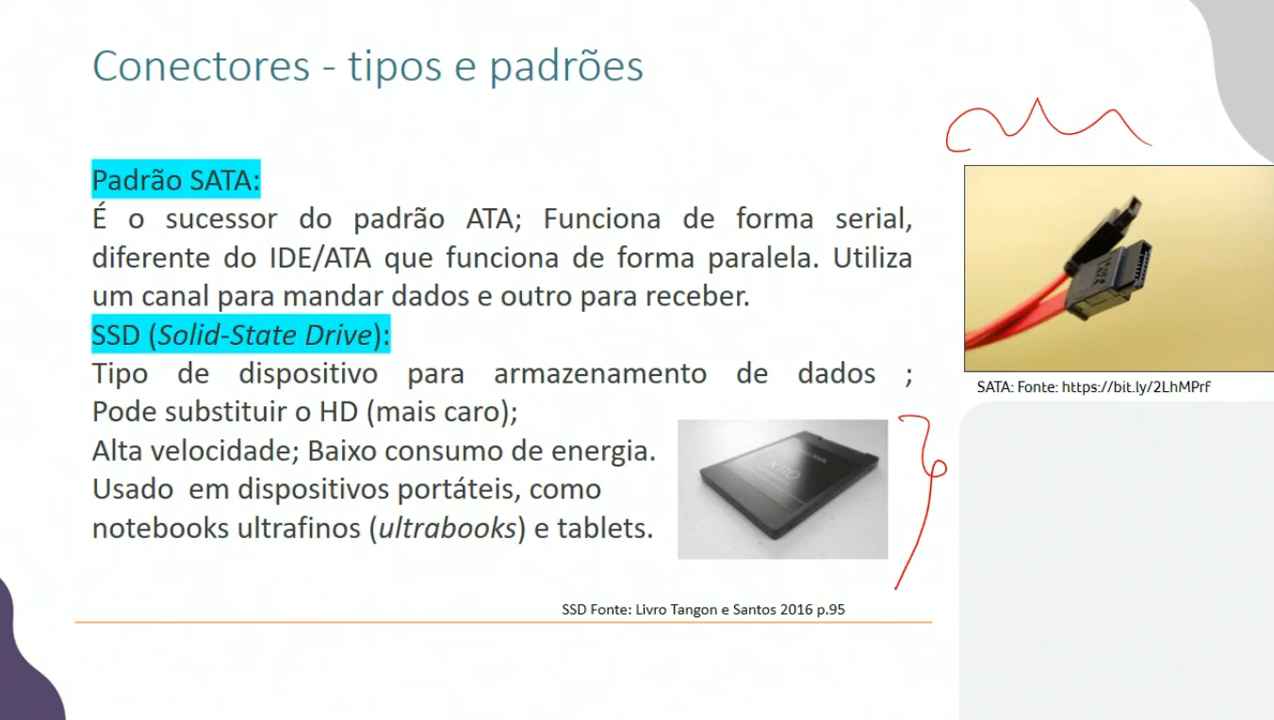 Conectores - tipos e padrões
Padrão SATA:
É o sucessor do padrão ATA; Funciona de forma serial,
diferente do IDE/ATA que funciona de forma paralela. Utiliza
um canal para mandar dados e outro para receber.
SSD (Solid-State Drive):
Tipo de dispositivo para armazenamento de dados ;
Pode substituir o HD (mais caro);
Alta velocidade; Baixo consumo de energia.
Usado em dispositivos portáteis, como
notebooks ultrafinos (ultrabooks) e tablets.
SATA: Fonte: https://bit.ly/2LhMPrf
SSD Fonte: Livro Tangon e Santos 2016 p.95